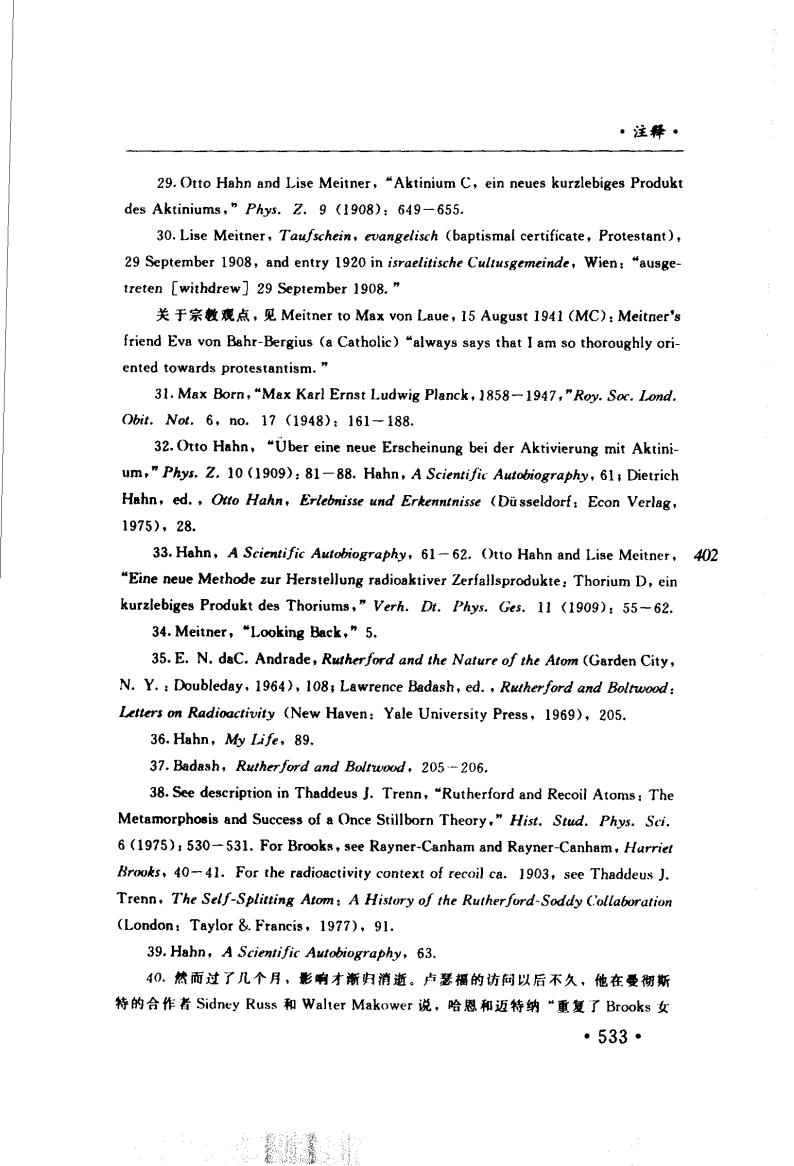 ·注释·
29. Otto Hahn and Lise Meitner, “Aktinium C, ein neues kurzlebiges Produkt
des Aktiniums,” Phys. Z. 9 (1908): 649—655.
30. Lise Meitner, Taufschein, evangelisch (baptismal certificate, Protestant),
29 September 1908, and entry 1920 in israelitische Cultusgemeinde, Wien: “ausge-
treten [withdrew] 29 September 1908.”
关于宗教观点，见 Meitner to Max von Laue, 15 August 1941 (MC): Meitner's
friend Eva von Bahr-Bergius (a Catholic) “always says that I am so thoroughly ori-
ented towards protestantism.”
31. Max Born, “Max Karl Ernst Ludwig Planck, 1858—1947,” Roy. Soc. Lond.
Obit. Not. 6, no. 17 (1948): 161—188.
32. Otto Hahn, “Über eine neue Erscheinung bei der Aktivierung mit Aktini-
um,” Phys. Z. 10 (1909): 81—88. Hahn, A Scientific Autobiography, 61; Dietrich
Hahn, ed., Otto Hahn, Erlebnisse und Erkenntnisse (Düsseldorf: Econ Verlag,
1975), 28.
33. Hahn, A Scientific Autobiography, 61—62. Otto Hahn and Lise Meitner, 402
“Eine neue Methode zur Herstellung radioaktiver Zerfallsprodukte: Thorium D, ein
kurzlebiges Produkt des Thoriums,” Verh. Dt. Phys. Ges. 11 (1909): 55—62.
34. Meitner, “Looking Back,” 5.
35. E. N. daC. Andrade, Rutherford and the Nature of the Atom (Garden City,
N. Y.: Doubleday, 1964), 108; Lawrence Badash, ed., Rutherford and Boltwood:
Letters on Radioactivity (New Haven: Yale University Press, 1969), 205.
36. Hahn, My Life, 89.
37. Badash, Rutherford and Boltwood, 205—206.
38. See description in Thaddeus J. Trenn, “Rutherford and Recoil Atoms: The
Metamorphosis and Success of a Once Stillborn Theory,” Hist. Stud. Phys. Sci.
6 (1975): 530—531. For Brooks, see Rayner-Canham and Rayner-Canham, Harriet
Brooks, 40—41. For the radioactivity context of recoil ca. 1903, see Thaddeus J.
Trenn, The Self-Splitting Atom: A History of the Rutherford-Soddy Collaboration
(London: Taylor & Francis, 1977), 91.
39. Hahn, A Scientific Autobiography, 63.
40. 然而过了几个月，影响才渐归消逝。卢瑟福的访问以后不久，他在曼彻斯
特的合作者 Sidney Russ 和 Walter Makower 说，哈恩和迈特纳“重复了 Brooks 女
·533·